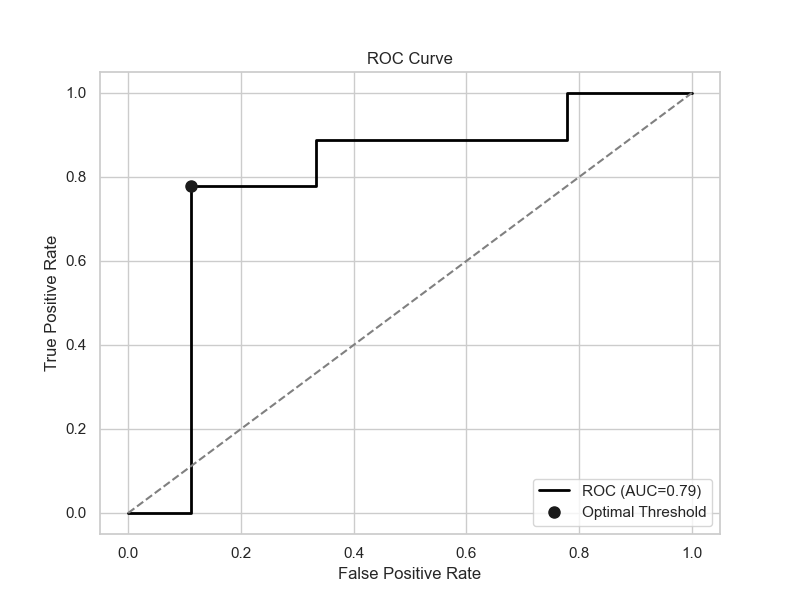 ROC Curve
True Positive Rate
1.0
0.8
0.6
0.4
0.2
0.0
0.0 0.2 0.4 0.6 0.8 1.0
False Positive Rate
ROC (AUC=0.79)
Optimal Threshold